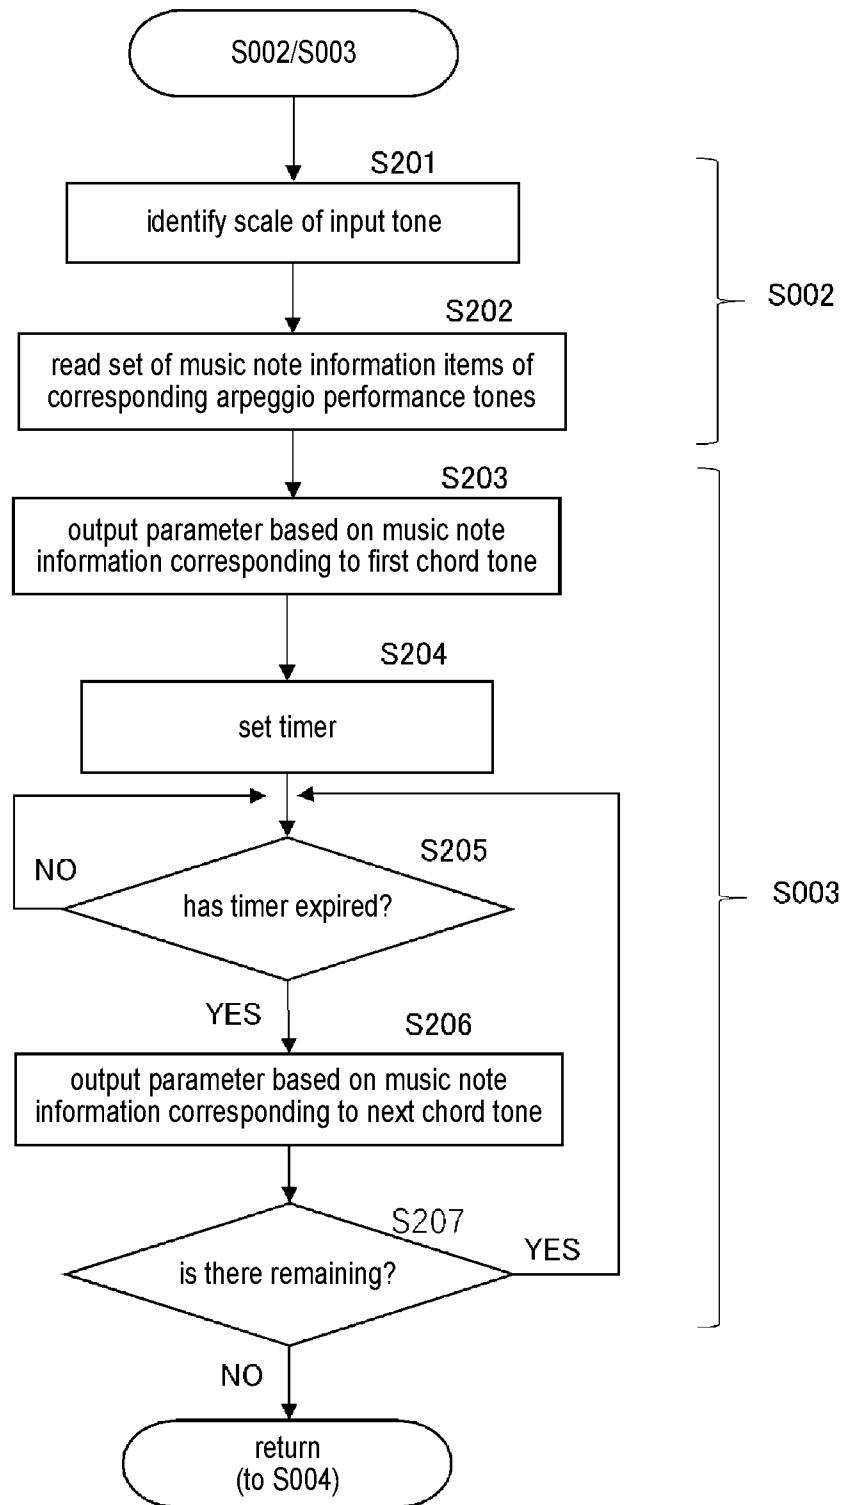 S002/S003
S201
identify scale of input tone
S002
S202
read set of music note information items of
corresponding arpeggio performance tones
S203
output parameter based on music note
information corresponding to first chord tone
S204
set timer
S205
NO
has timer expired?
S003
YES
S206
output parameter based on music note
information corresponding to next chord tone
S207
YES
is there remaining?
NO
return
(to S004)